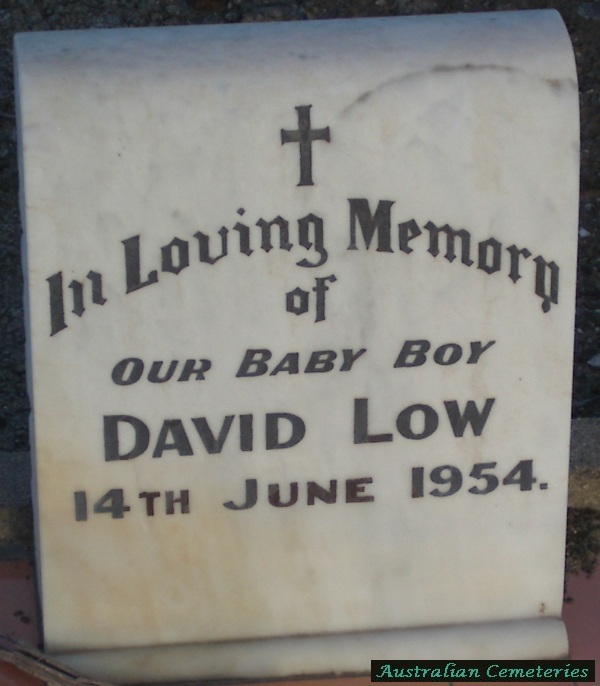 In Loving Memory
of
OUR BABY BOY
DAVID LOW
14TH JUNE 1954.
Australian Cemeteries